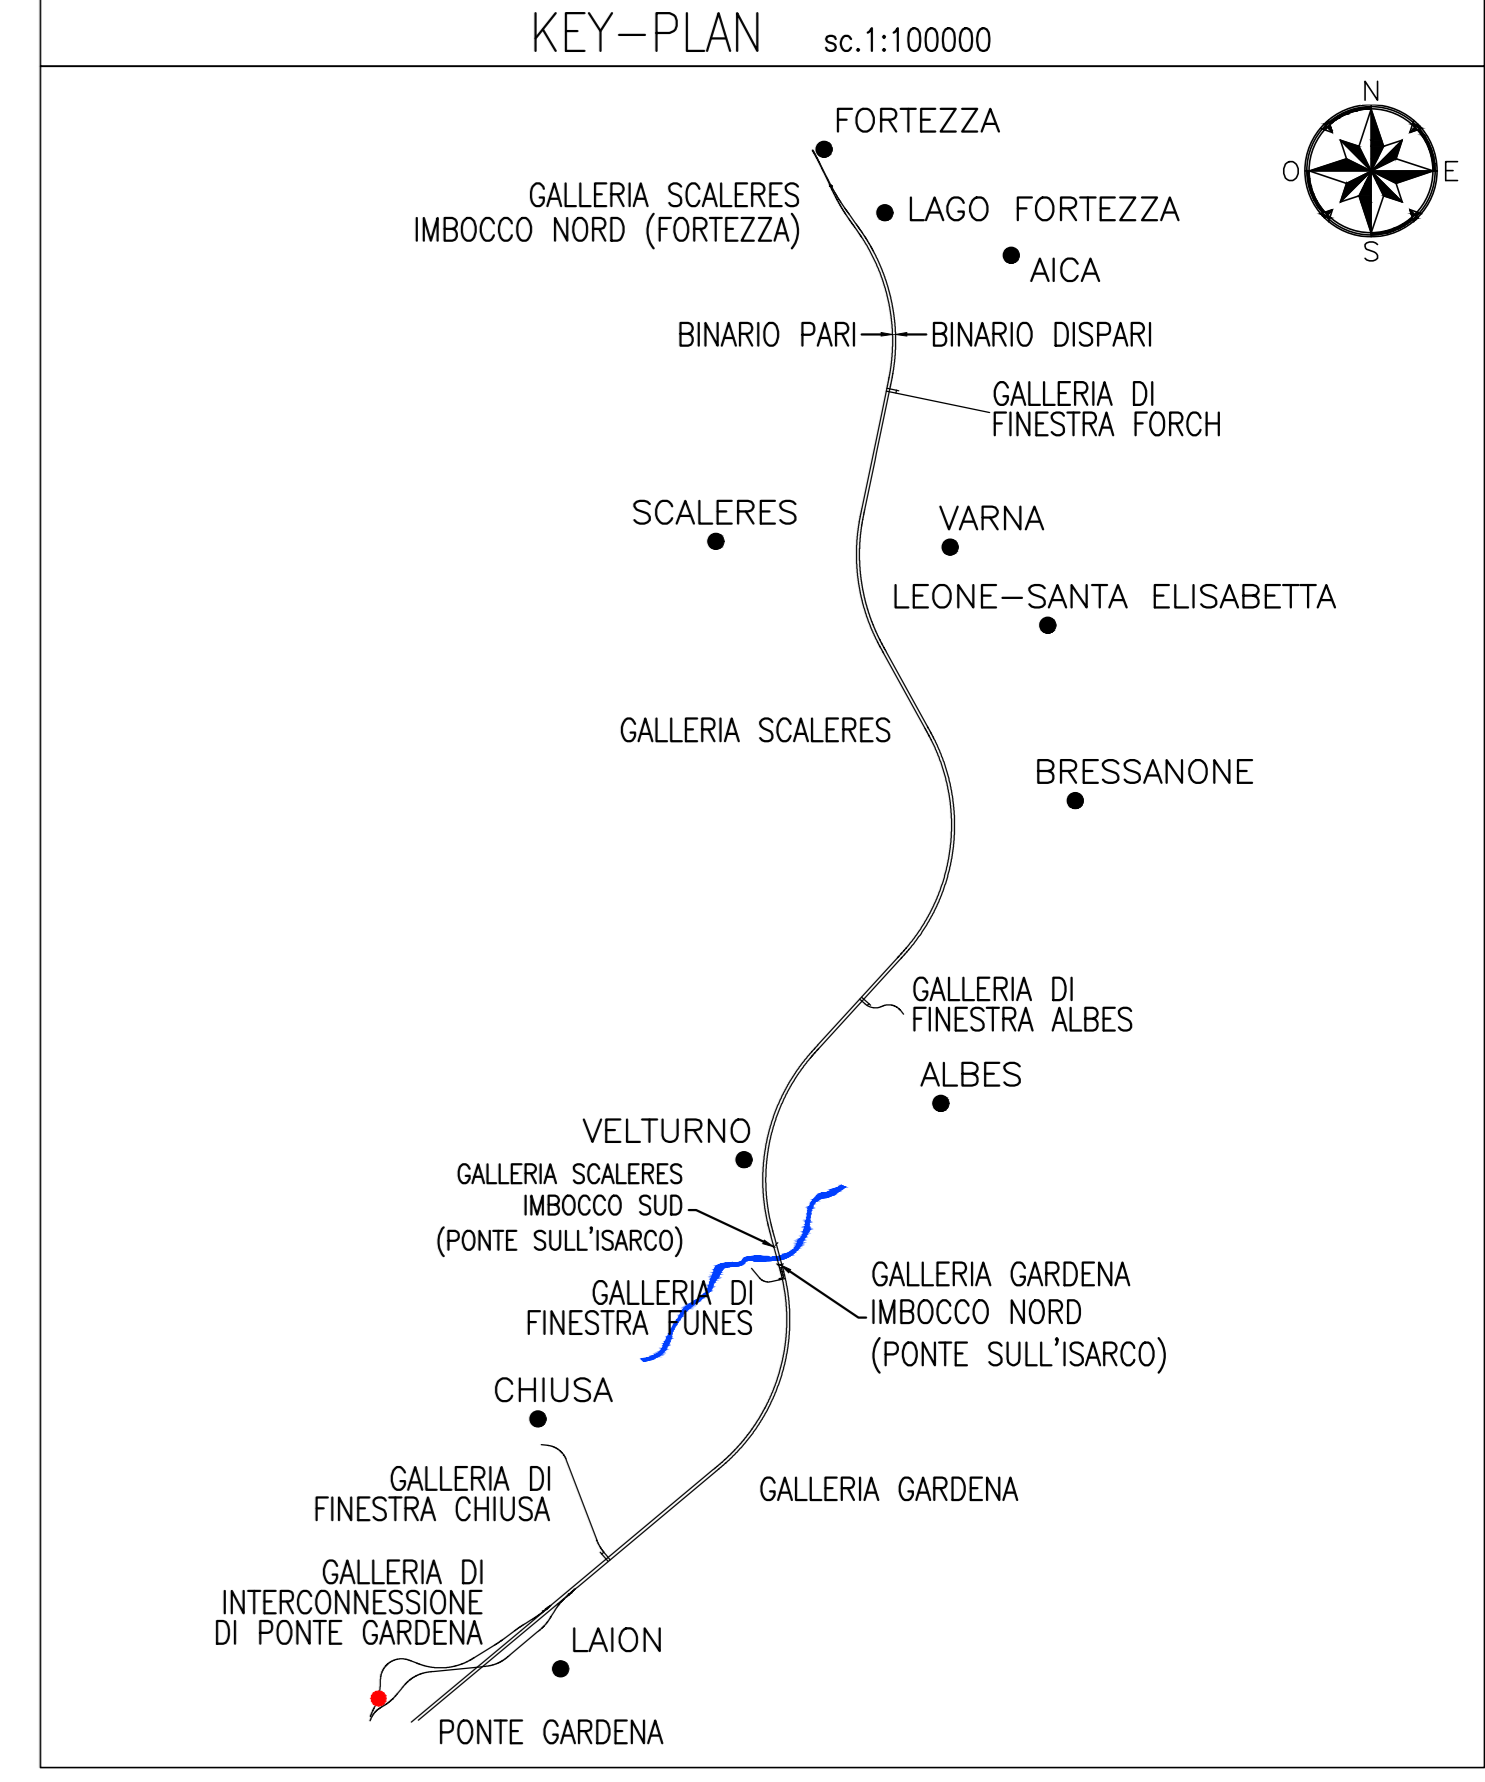 KEY-PLAN sc.1:100000
N
O
E
S
FORTEZZA
GALLERIA SCALERES
IMBOCCO NORD (FORTEZZA)
LAGO FORTEZZA
AICA
BINARIO PARI
BINARIO DISPARI
GALLERIA DI
FINESTRA FORCH
SCALERES
VARNA
LEONE-SANTA ELISABETTA
GALLERIA SCALERES
BRESSANONE
GALLERIA DI
FINESTRA ALBES
ALBES
VELTURNO
GALLERIA SCALERES
IMBOCCO SUD
(PONTE SULL'ISARCO)
GALLERIA DI
FINESTRA FUNES
GALLERIA GARDENA
IMBOCCO NORD
(PONTE SULL'ISARCO)
CHIUSA
GALLERIA DI
FINESTRA CHIUSA
GALLERIA GARDENA
GALLERIA DI
INTERCONNESSIONE
DI PONTE GARDENA
LAION
PONTE GARDENA